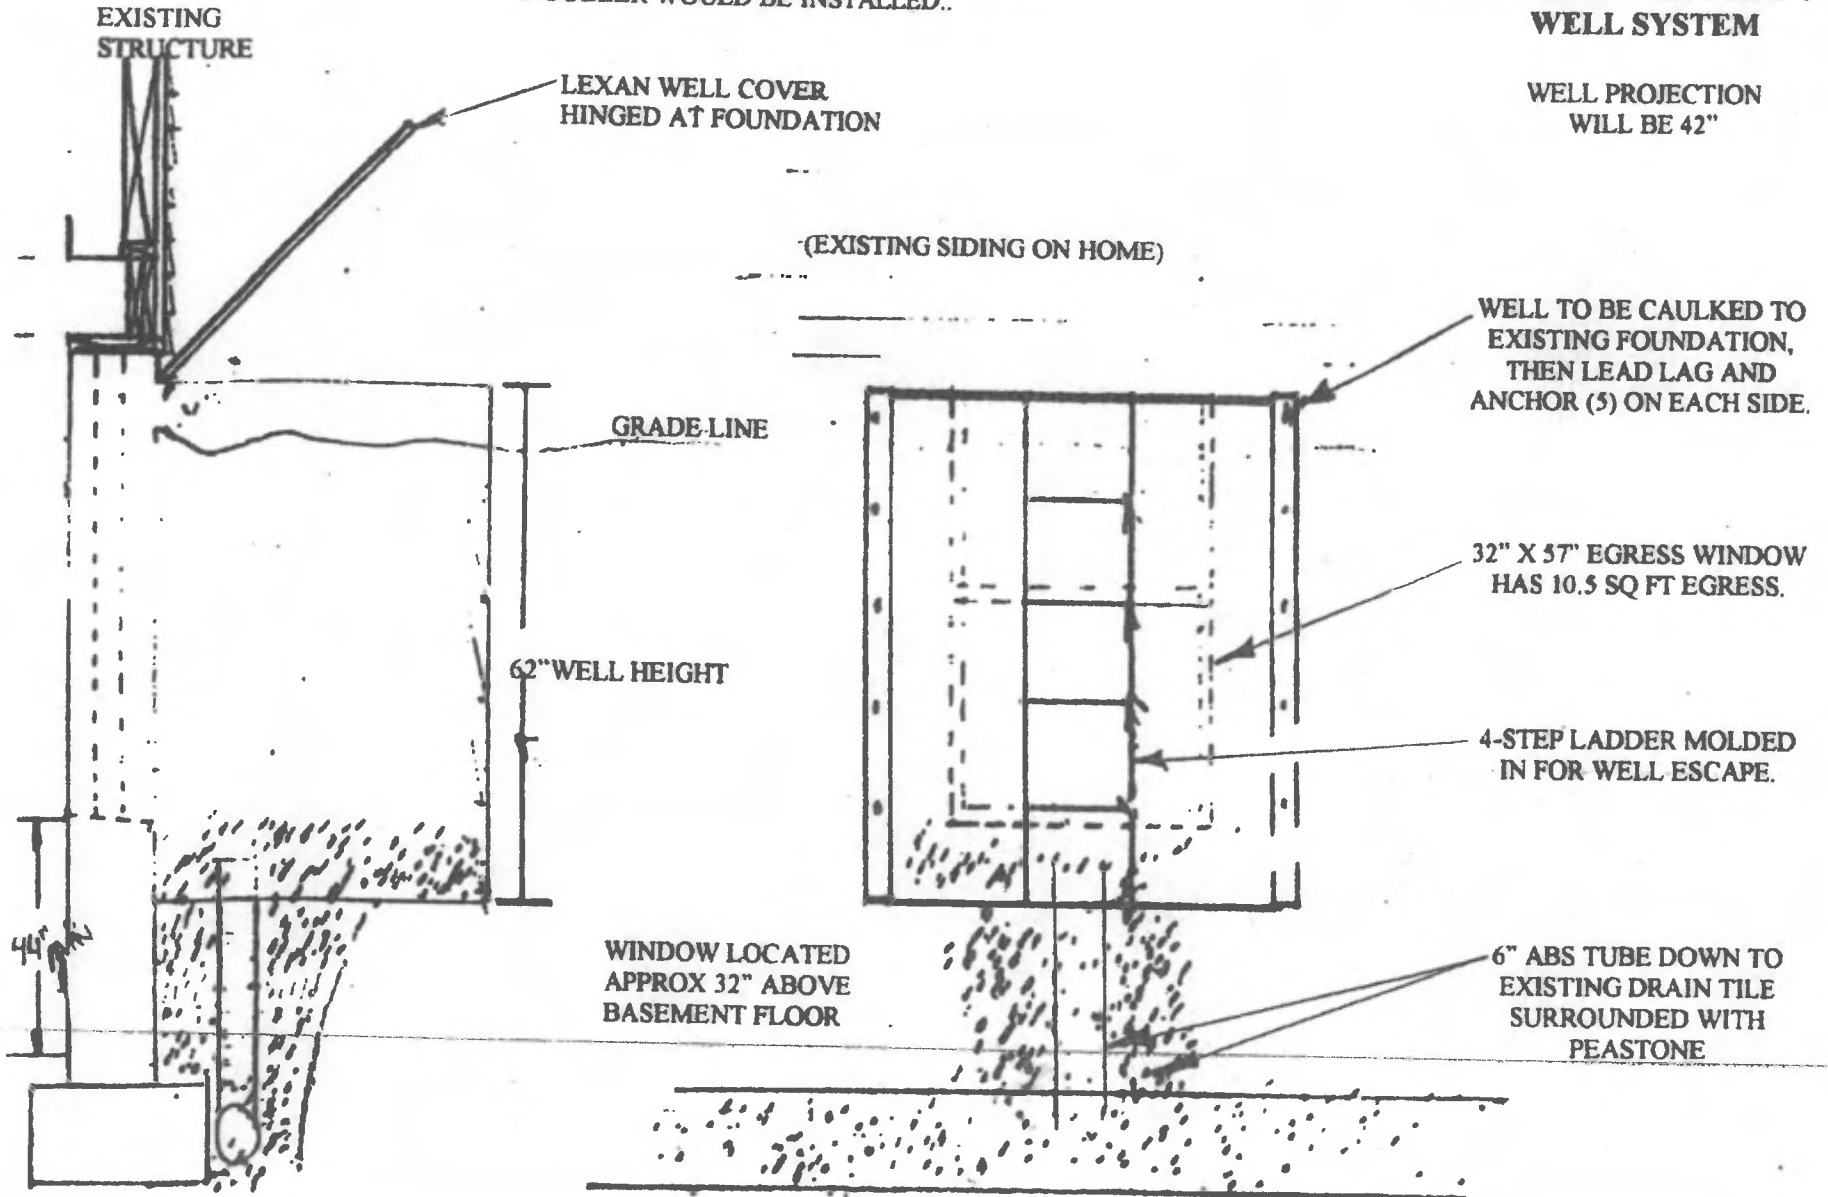 WOULD BE INSTALLED..
EXISTING
STRUCTURE
WELL SYSTEM
LEXAN WELL COVER
HINGED AT FOUNDATION
WELL PROJECTION
WILL BE 42"
(EXISTING SIDING ON HOME)
WELL TO BE CAULKED TO
EXISTING FOUNDATION,
THEN LEAD LAG AND
ANCHOR (5) ON EACH SIDE.
GRADE LINE
32" X 57" EGRESS WINDOW
HAS 10.5 SQ FT EGRESS.
62" WELL HEIGHT
4-STEP LADDER MOLDED
IN FOR WELL ESCAPE.
44"
WINDOW LOCATED
APPROX 32" ABOVE
BASEMENT FLOOR
6" ABS TUBE DOWN TO
EXISTING DRAIN TILE
SURROUNDED WITH
PEASTONE